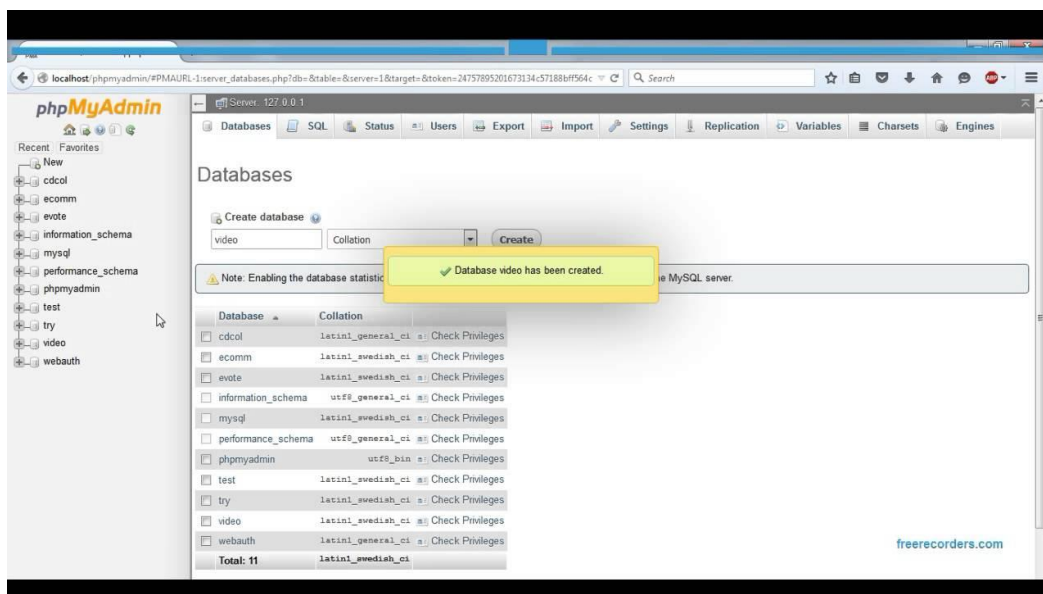 localhost/phpmyadmin/#PMAURL-1:server_databases.php?db=&table=&server=1&target=&token=24757895201673134c57188bff564c
Search
phpMyAdmin
Recent Favorites
New
cdcol
ecomm
evote
information_schema
mysql
performance_schema
phpmyadmin
test
try
video
webauth
Server: 127.0.0.1
Databases SQL Status Users Export Import Settings Replication Variables Charsets Engines
Databases
Create database
video Collation Create
Database video has been created.
Note: Enabling the database statistic e MySQL server.
Database Collation
cdcol latin1_general_ci Check Privileges
ecomm latin1_swedish_ci Check Privileges
evote latin1_swedish_ci Check Privileges
information_schema utf8_general_ci Check Privileges
mysql latin1_swedish_ci Check Privileges
performance_schema utf8_general_ci Check Privileges
phpmyadmin utf8_bin Check Privileges
test latin1_swedish_ci Check Privileges
try latin1_swedish_ci Check Privileges
video latin1_swedish_ci Check Privileges
webauth latin1_general_ci Check Privileges
Total: 11 latin1_swedish_ci
freerecorders.com